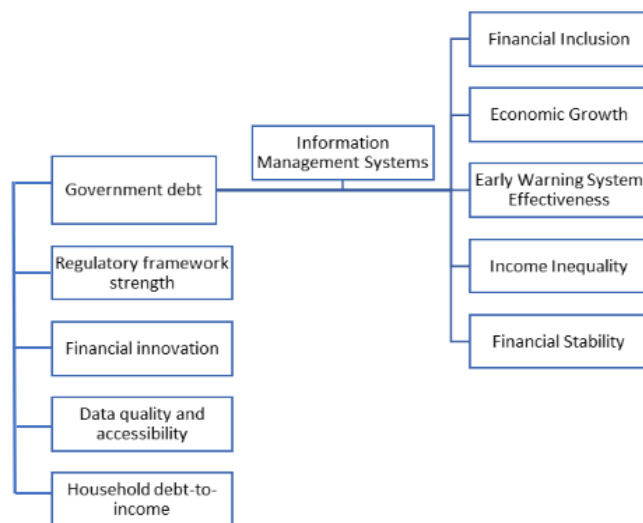 Financial Inclusion
Economic Growth
Information
Management Systems
Government debt
Early Warning System
Effectiveness
Regulatory framework
strength
Income Inequality
Financial innovation
Financial Stability
Data quality and
accessibility
Household debt-to-
income